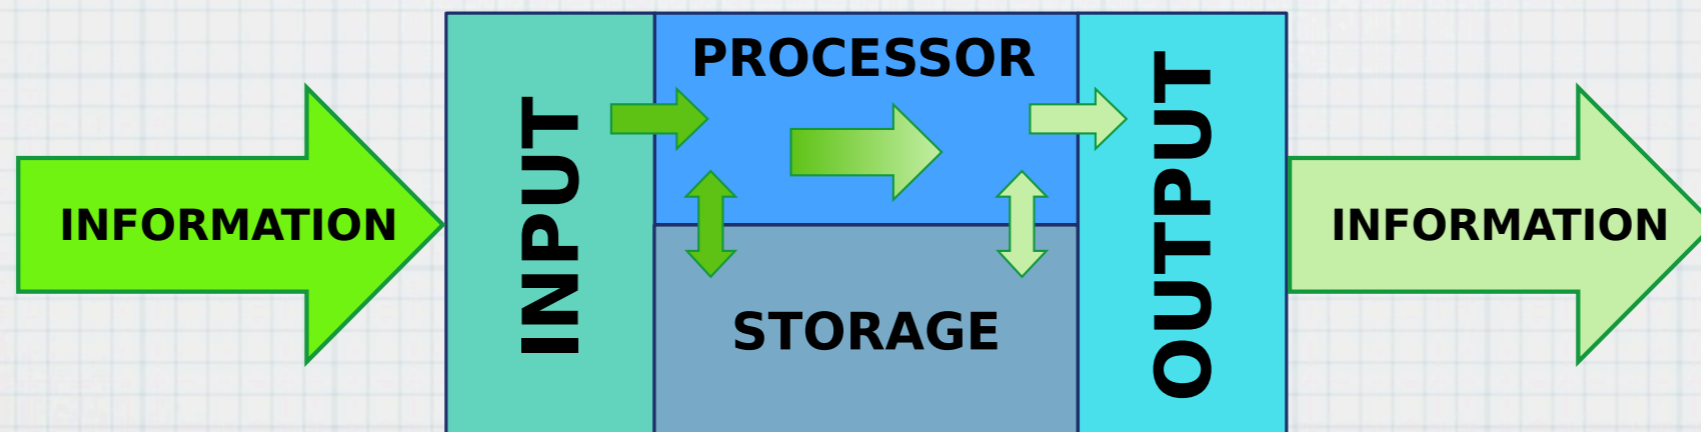 INFORMATION
INPUT
PROCESSOR
STORAGE
OUTPUT
INFORMATION